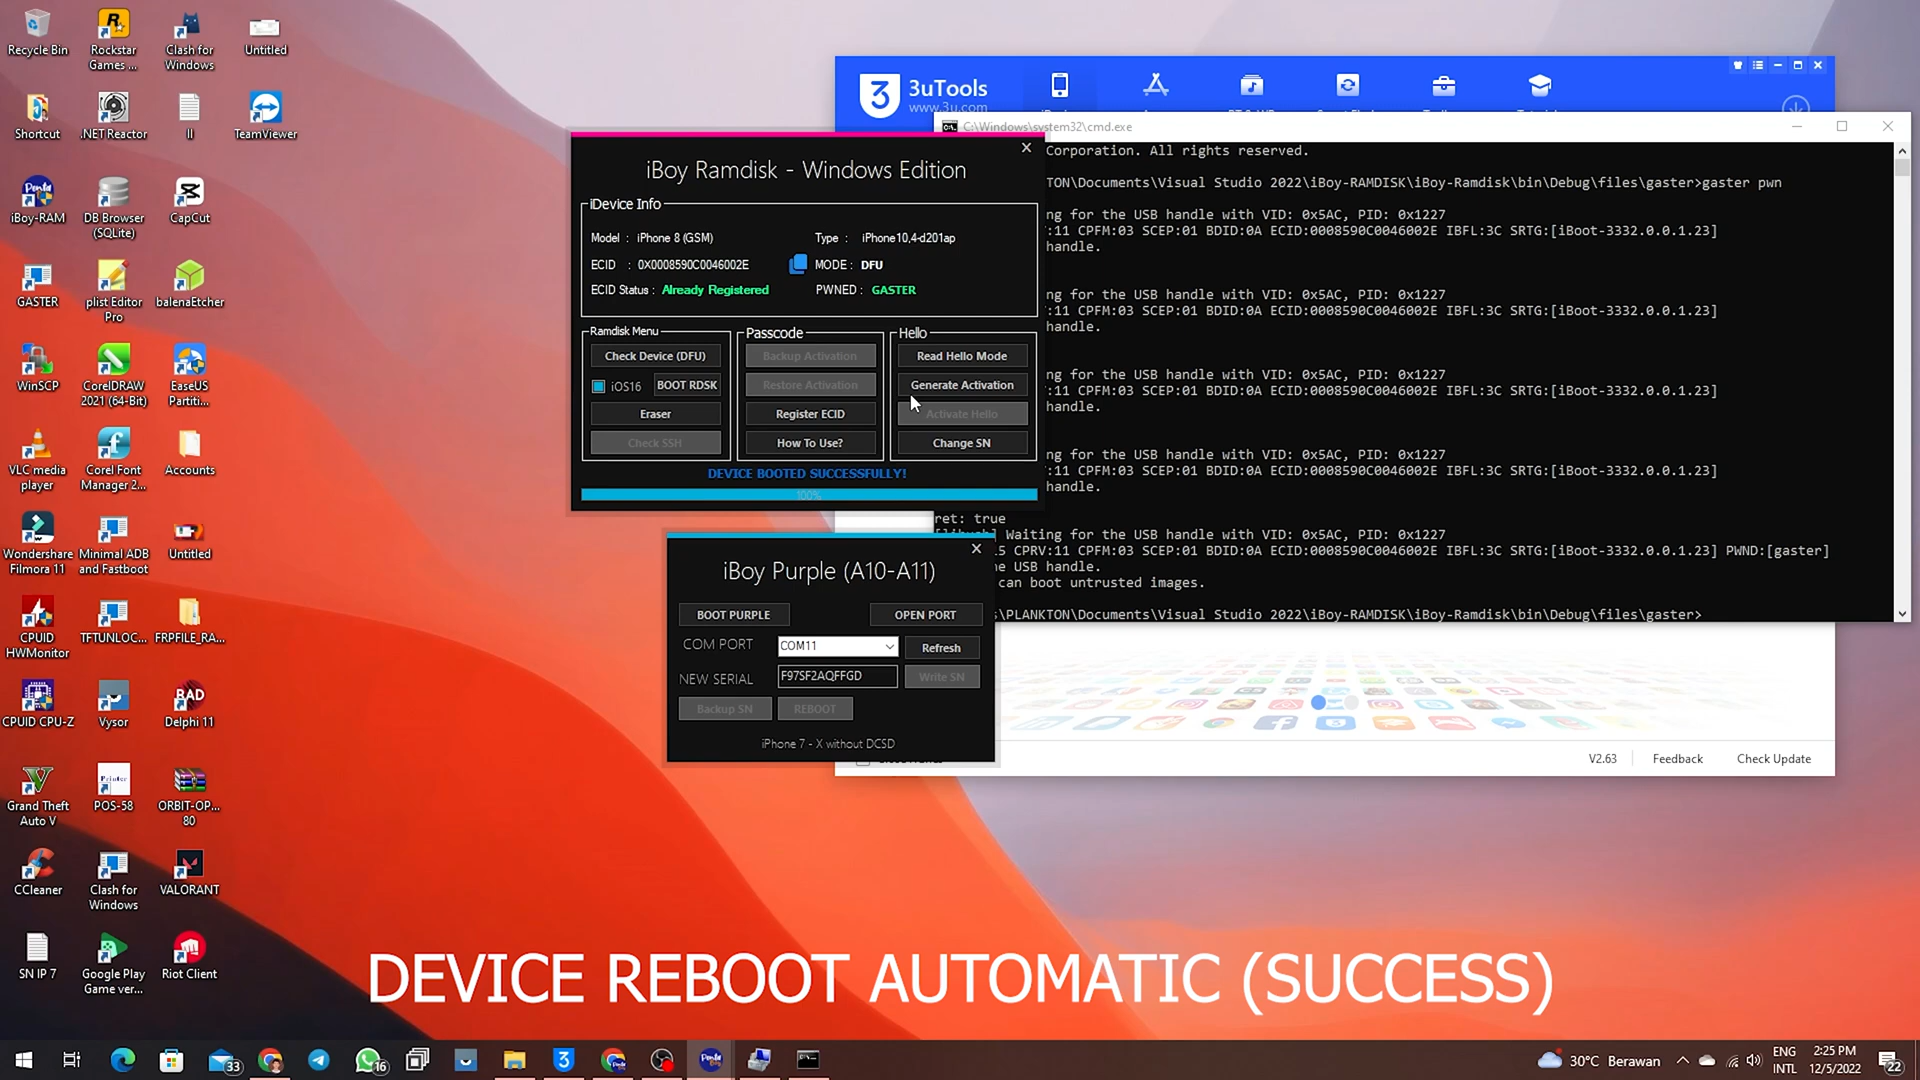 Recycle Bin
Rockstar
Games ...
Clash for
Windows
Untitled
Shortcut
.NET Reactor
II
TeamViewer
iBoy-RAM
DB Browser
(SQLite)
CapCut
GASTER
plist Editor
Pro
balenaEtcher
WinSCP
CorelDRAW
2021 (64-Bit)
EaseUS
Partiti...
VLC media
player
Corel Font
Manager 2...
Accounts
Wondershare
Filmora 11
Minimal ADB
and Fastboot
Untitled
CPUID
HWMonitor
TFTUNLOC...
FRPFILE_RA...
CPUID CPU-Z
Vysor
RAD
Delphi 11
Grand Theft
Auto V
Printer
POS-58
ORBIT-OP...
80
CCleaner
Clash for
Windows
VALORANT
SN IP 7
Google Play
Game ver...
Riot Client
3uTools
www.3u.com
C:\Windows\system32\cmd.exe
Corporation. All rights reserved.
TON\Documents\Visual Studio 2022\iBoy-RAMDISK\iBoy-Ramdisk\bin\Debug\files\gaster>gaster pwn
ng for the USB handle with VID: 0x5AC, PID: 0x1227
:11 CPFM:03 SCEP:01 BDID:0A ECID:0008590C0046002E IBFL:3C SRTG:[iBoot-3332.0.0.1.23]
handle.
ng for the USB handle with VID: 0x5AC, PID: 0x1227
:11 CPFM:03 SCEP:01 BDID:0A ECID:0008590C0046002E IBFL:3C SRTG:[iBoot-3332.0.0.1.23]
handle.
ng for the USB handle with VID: 0x5AC, PID: 0x1227
:11 CPFM:03 SCEP:01 BDID:0A ECID:0008590C0046002E IBFL:3C SRTG:[iBoot-3332.0.0.1.23]
handle.
ng for the USB handle with VID: 0x5AC, PID: 0x1227
:11 CPFM:03 SCEP:01 BDID:0A ECID:0008590C0046002E IBFL:3C SRTG:[iBoot-3332.0.0.1.23]
handle.
ret: true
Waiting for the USB handle with VID: 0x5AC, PID: 0x1227
5 CPRV:11 CPFM:03 SCEP:01 BDID:0A ECID:0008590C0046002E IBFL:3C SRTG:[iBoot-3332.0.0.1.23] PWND:[gaster]
e USB handle.
can boot untrusted images.
\PLANKTON\Documents\Visual Studio 2022\iBoy-RAMDISK\iBoy-Ramdisk\bin\Debug\files\gaster>
iBoy Ramdisk - Windows Edition
iDevice Info
Model : iPhone 8 (GSM)
Type : iPhone10,4-d201ap
ECID : 0X0008590C0046002E
MODE : DFU
ECID Status : Already Registered
PWNED : GASTER
Ramdisk Menu
Passcode
Hello
Check Device (DFU)
Backup Activation
Read Hello Mode
iOS16
BOOT RDSK
Restore Activation
Generate Activation
Eraser
Register ECID
Activate Hello
Check SSH
How To Use?
Change SN
DEVICE BOOTED SUCCESSFULLY!
100%
iBoy Purple (A10-A11)
BOOT PURPLE
OPEN PORT
COM PORT
COM11
Refresh
NEW SERIAL
F97SF2AQFFGD
Write SN
Backup SN
REBOOT
iPhone 7 - X without DCSD
V2.63
Feedback
Check Update
DEVICE REBOOT AUTOMATIC (SUCCESS)
33
16
30°C Berawan
ENG
INTL
2:25 PM
12/5/2022
22